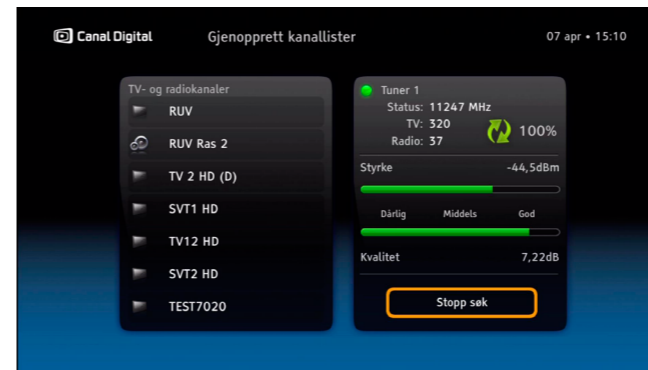 Canal Digital
Gjenopprett kanallister
07 apr • 15:10
TV- og radiokanaler
RUV
RUV Ras 2
TV 2 HD (D)
SVT1 HD
TV12 HD
SVT2 HD
TEST7020
Tuner 1
Status: 11247 MHz
TV: 320
Radio: 37
100%
Styrke -44,5dBm
Dårlig Middels God
Kvalitet 7,22dB
Stopp søk